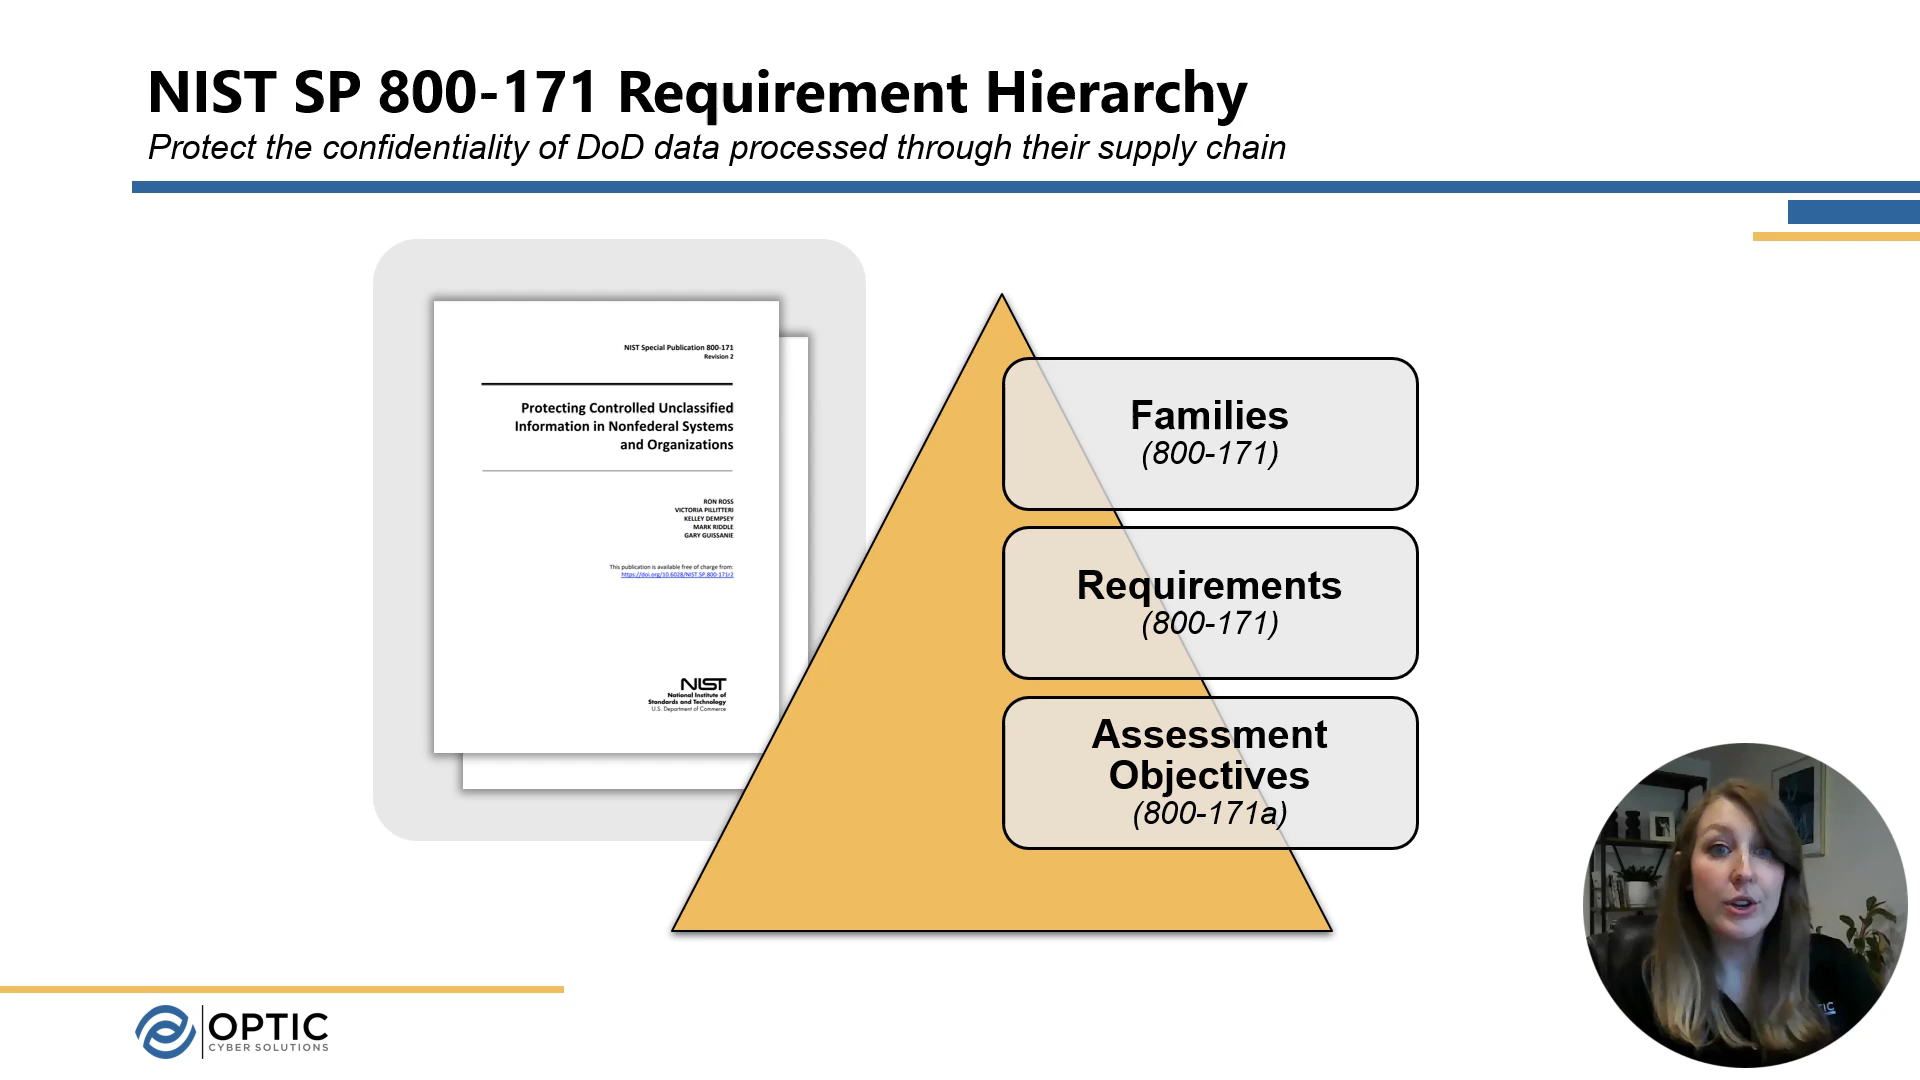 NIST SP 800-171 Requirement Hierarchy
Protect the confidentiality of DoD data processed through their supply chain
NIST Special Publication 800-171
Revision 2
Protecting Controlled Unclassified
Information in Nonfederal Systems
and Organizations
RON ROSS
VICTORIA PILLITTERI
KELLEY DEMPSEY
MARK RIDDLE
GARY GUISSANIE
This publication is available free of charge from:
https://doi.org/10.6028/NIST.SP.800-171r2
NIST
National Institute of
Standards and Technology
U.S. Department of Commerce
Families
(800-171)
Requirements
(800-171)
Assessment
Objectives
(800-171a)
OPTIC
CYBER SOLUTIONS